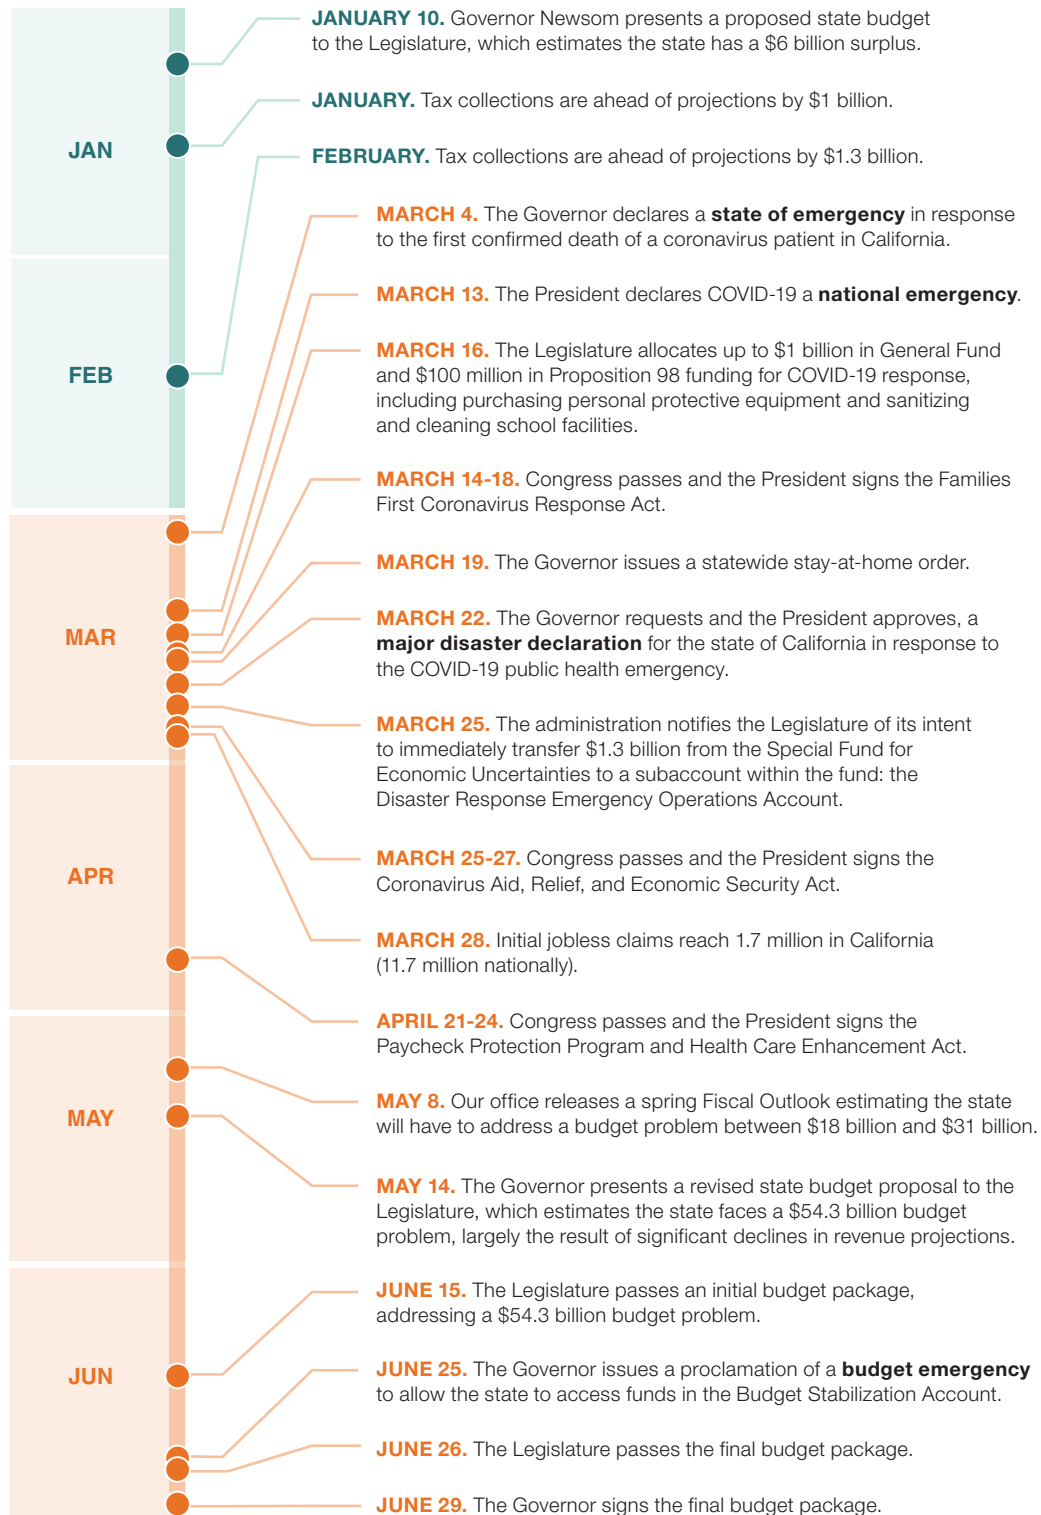 JANUARY 10. Governor Newsom presents a proposed state budget
to the Legislature, which estimates the state has a $6 billion surplus.
JANUARY. Tax collections are ahead of projections by $1 billion.
JAN
FEBRUARY. Tax collections are ahead of projections by $1.3 billion.
MARCH 4. The Governor declares a state of emergency in response
to the first confirmed death of a coronavirus patient in California.
MARCH 13. The President declares COVID-19 a national emergency.
FEB
MARCH 16. The Legislature allocates up to $1 billion in General Fund
and $100 million in Proposition 98 funding for COVID-19 response,
including purchasing personal protective equipment and sanitizing
and cleaning school facilities.
MARCH 14-18. Congress passes and the President signs the Families
First Coronavirus Response Act.
MARCH 19. The Governor issues a statewide stay-at-home order.
MAR
MARCH 22. The Governor requests and the President approves, a
major disaster declaration for the state of California in response to
the COVID-19 public health emergency.
MARCH 25. The administration notifies the Legislature of its intent
to immediately transfer $1.3 billion from the Special Fund for
Economic Uncertainties to a subaccount within the fund: the
Disaster Response Emergency Operations Account.
APR
MARCH 25-27. Congress passes and the President signs the
Coronavirus Aid, Relief, and Economic Security Act.
MARCH 28. Initial jobless claims reach 1.7 million in California
(11.7 million nationally).
APRIL 21-24. Congress passes and the President signs the
Paycheck Protection Program and Health Care Enhancement Act.
MAY
MAY 8. Our office releases a spring Fiscal Outlook estimating the state
will have to address a budget problem between $18 billion and $31 billion.
MAY 14. The Governor presents a revised state budget proposal to the
Legislature, which estimates the state faces a $54.3 billion budget
problem, largely the result of significant declines in revenue projections.
JUNE 15. The Legislature passes an initial budget package,
addressing a $54.3 billion budget problem.
JUN
JUNE 25. The Governor issues a proclamation of a budget emergency
to allow the state to access funds in the Budget Stabilization Account.
JUNE 26. The Legislature passes the final budget package.
JUNE 29. The Governor signs the final budget package.